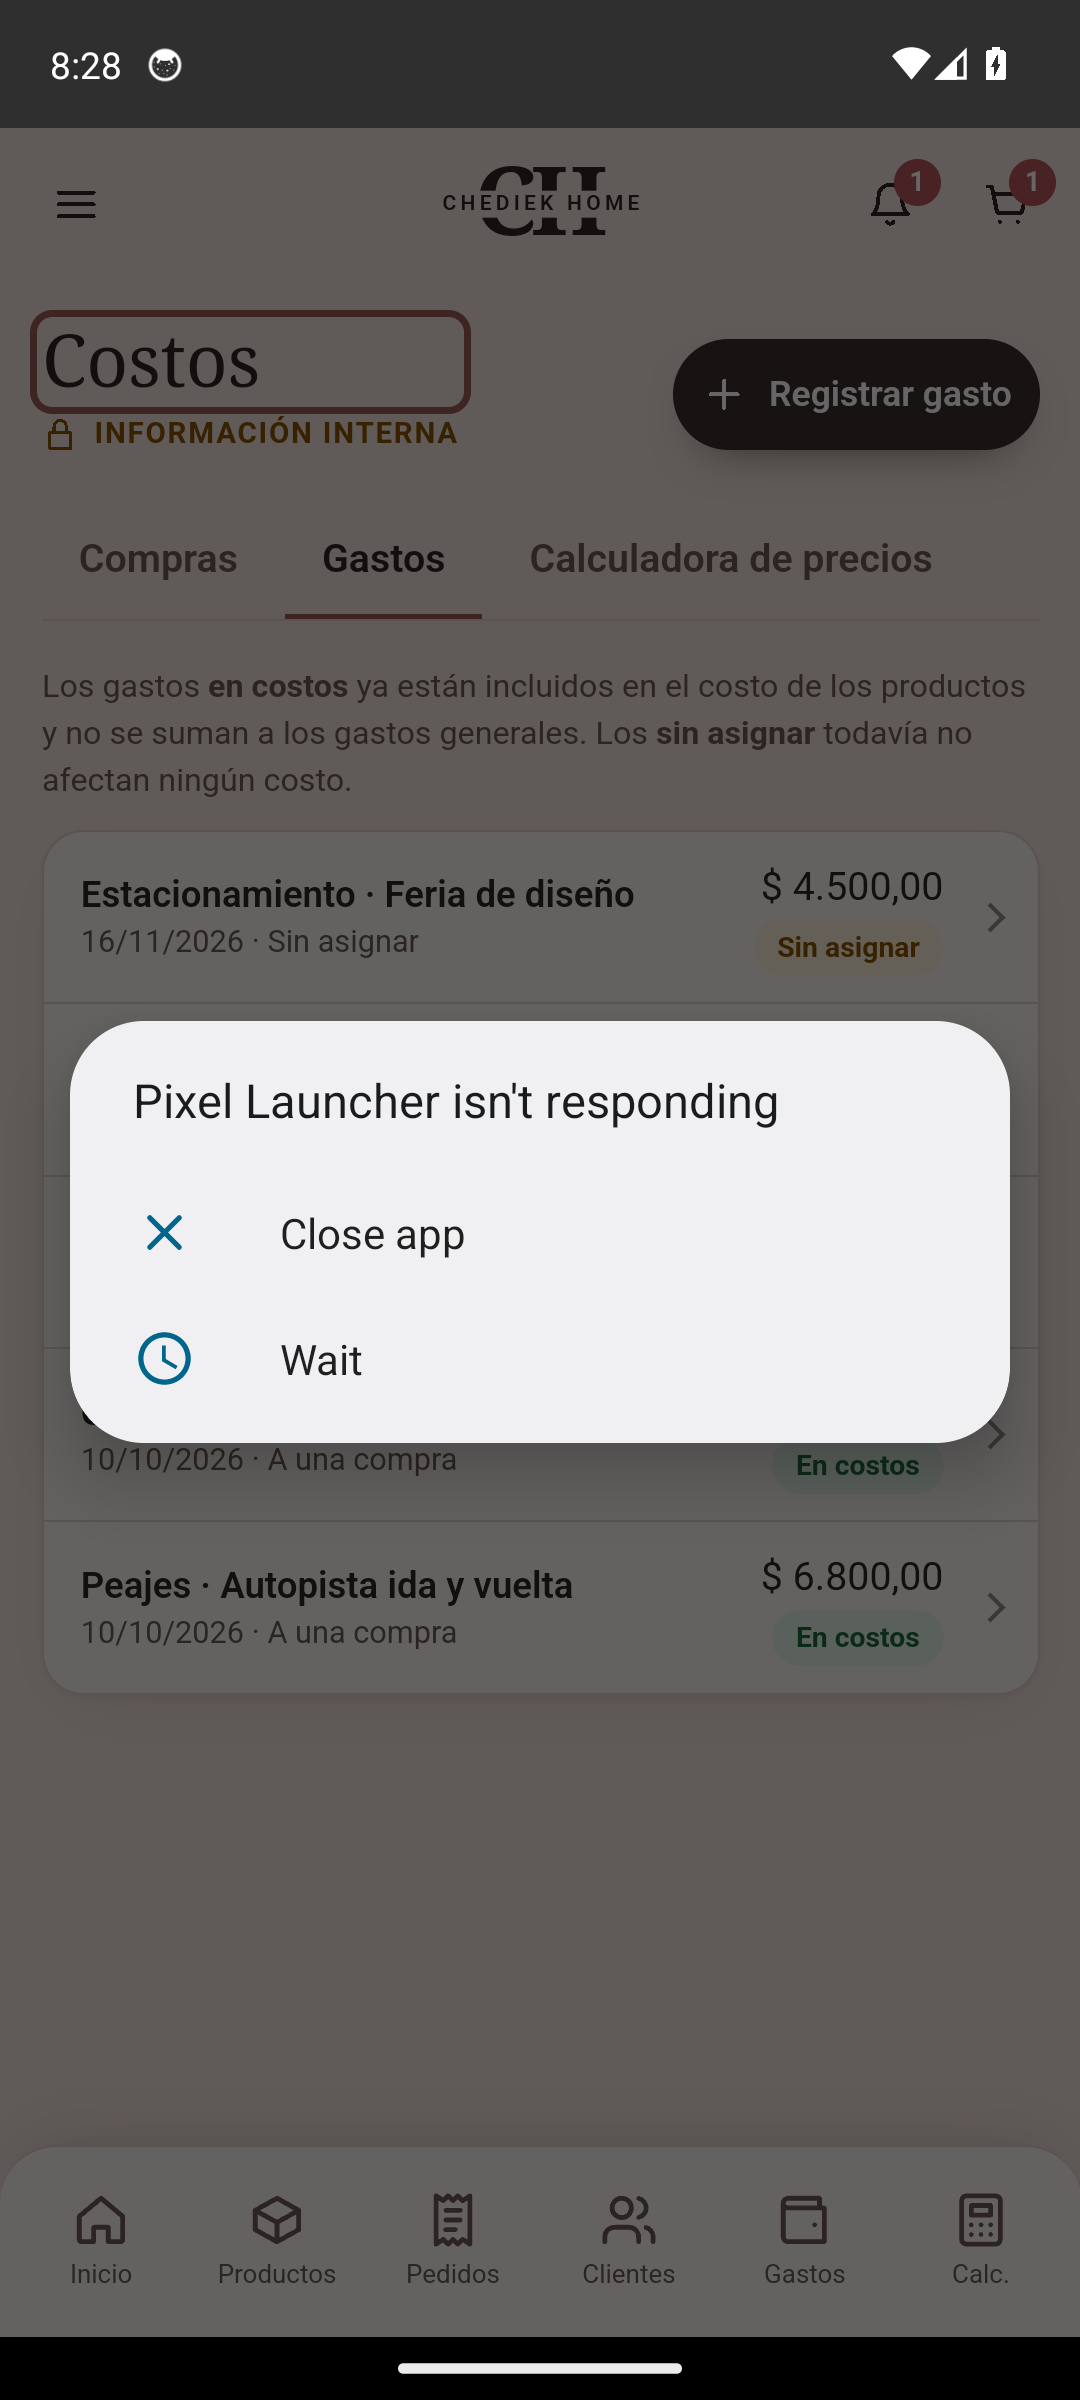 8:28
CH
CHEDIEK HOME
1
1
Costos
INFORMACIÓN INTERNA
Registrar gasto
Compras
Gastos
Calculadora de precios
Los gastos en costos ya están incluidos en el costo de los productos
y no se suman a los gastos generales. Los sin asignar todavía no
afectan ningún costo.
Estacionamiento · Feria de diseño
$ 4.500,00
16/11/2026 · Sin asignar
Sin asignar
Pixel Launcher isn't responding
Close app
Wait
10/10/2026 · A una compra
En costos
Peajes · Autopista ida y vuelta
$ 6.800,00
10/10/2026 · A una compra
En costos
Inicio
Productos
Pedidos
Clientes
Gastos
Calc.